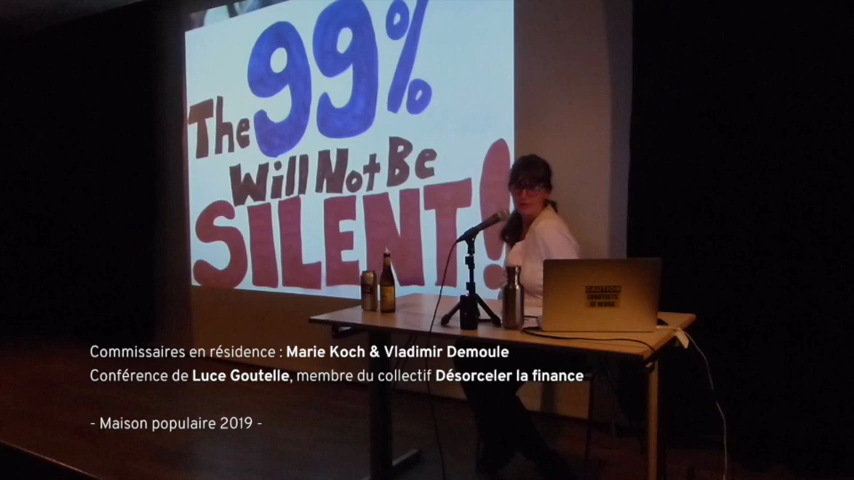 The 99%
Will Not Be
SILENT!
CAUTION
Commissaires en résidence : Marie Koch & Vladimir Demoule
Conférence de Luce Goutelle, membre du collectif Désorceler la finance
- Maison populaire 2019 -